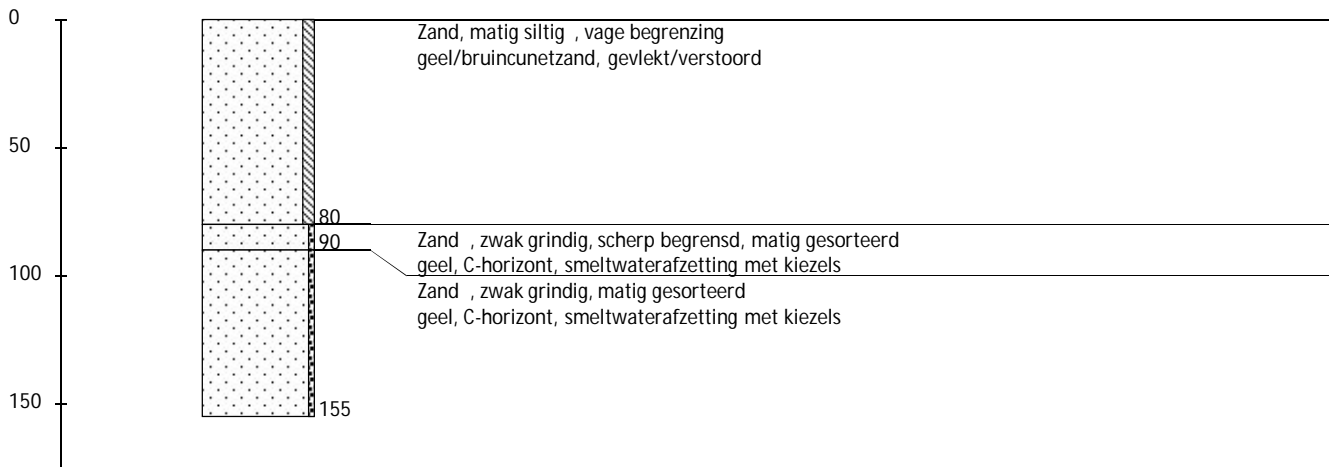 0
Zand, matig siltig , vage begrenzing
geel/bruincunetzand, gevlekt/verstoord
50
80
Zand , zwak grindig, scherp begrensd, matig gesorteerd
90
geel, C-horizont, smeltwaterafzetting met kiezels
100
Zand , zwak grindig, matig gesorteerd
geel, C-horizont, smeltwaterafzetting met kiezels
150
155